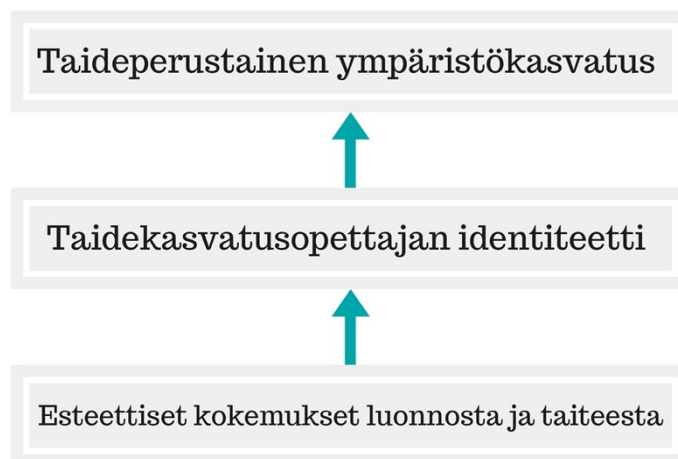 Taideperustainen ympäristökasvatus
Taidekasvatusopettajan identiteetti
Esteettiset kokemukset luonnosta ja taiteesta